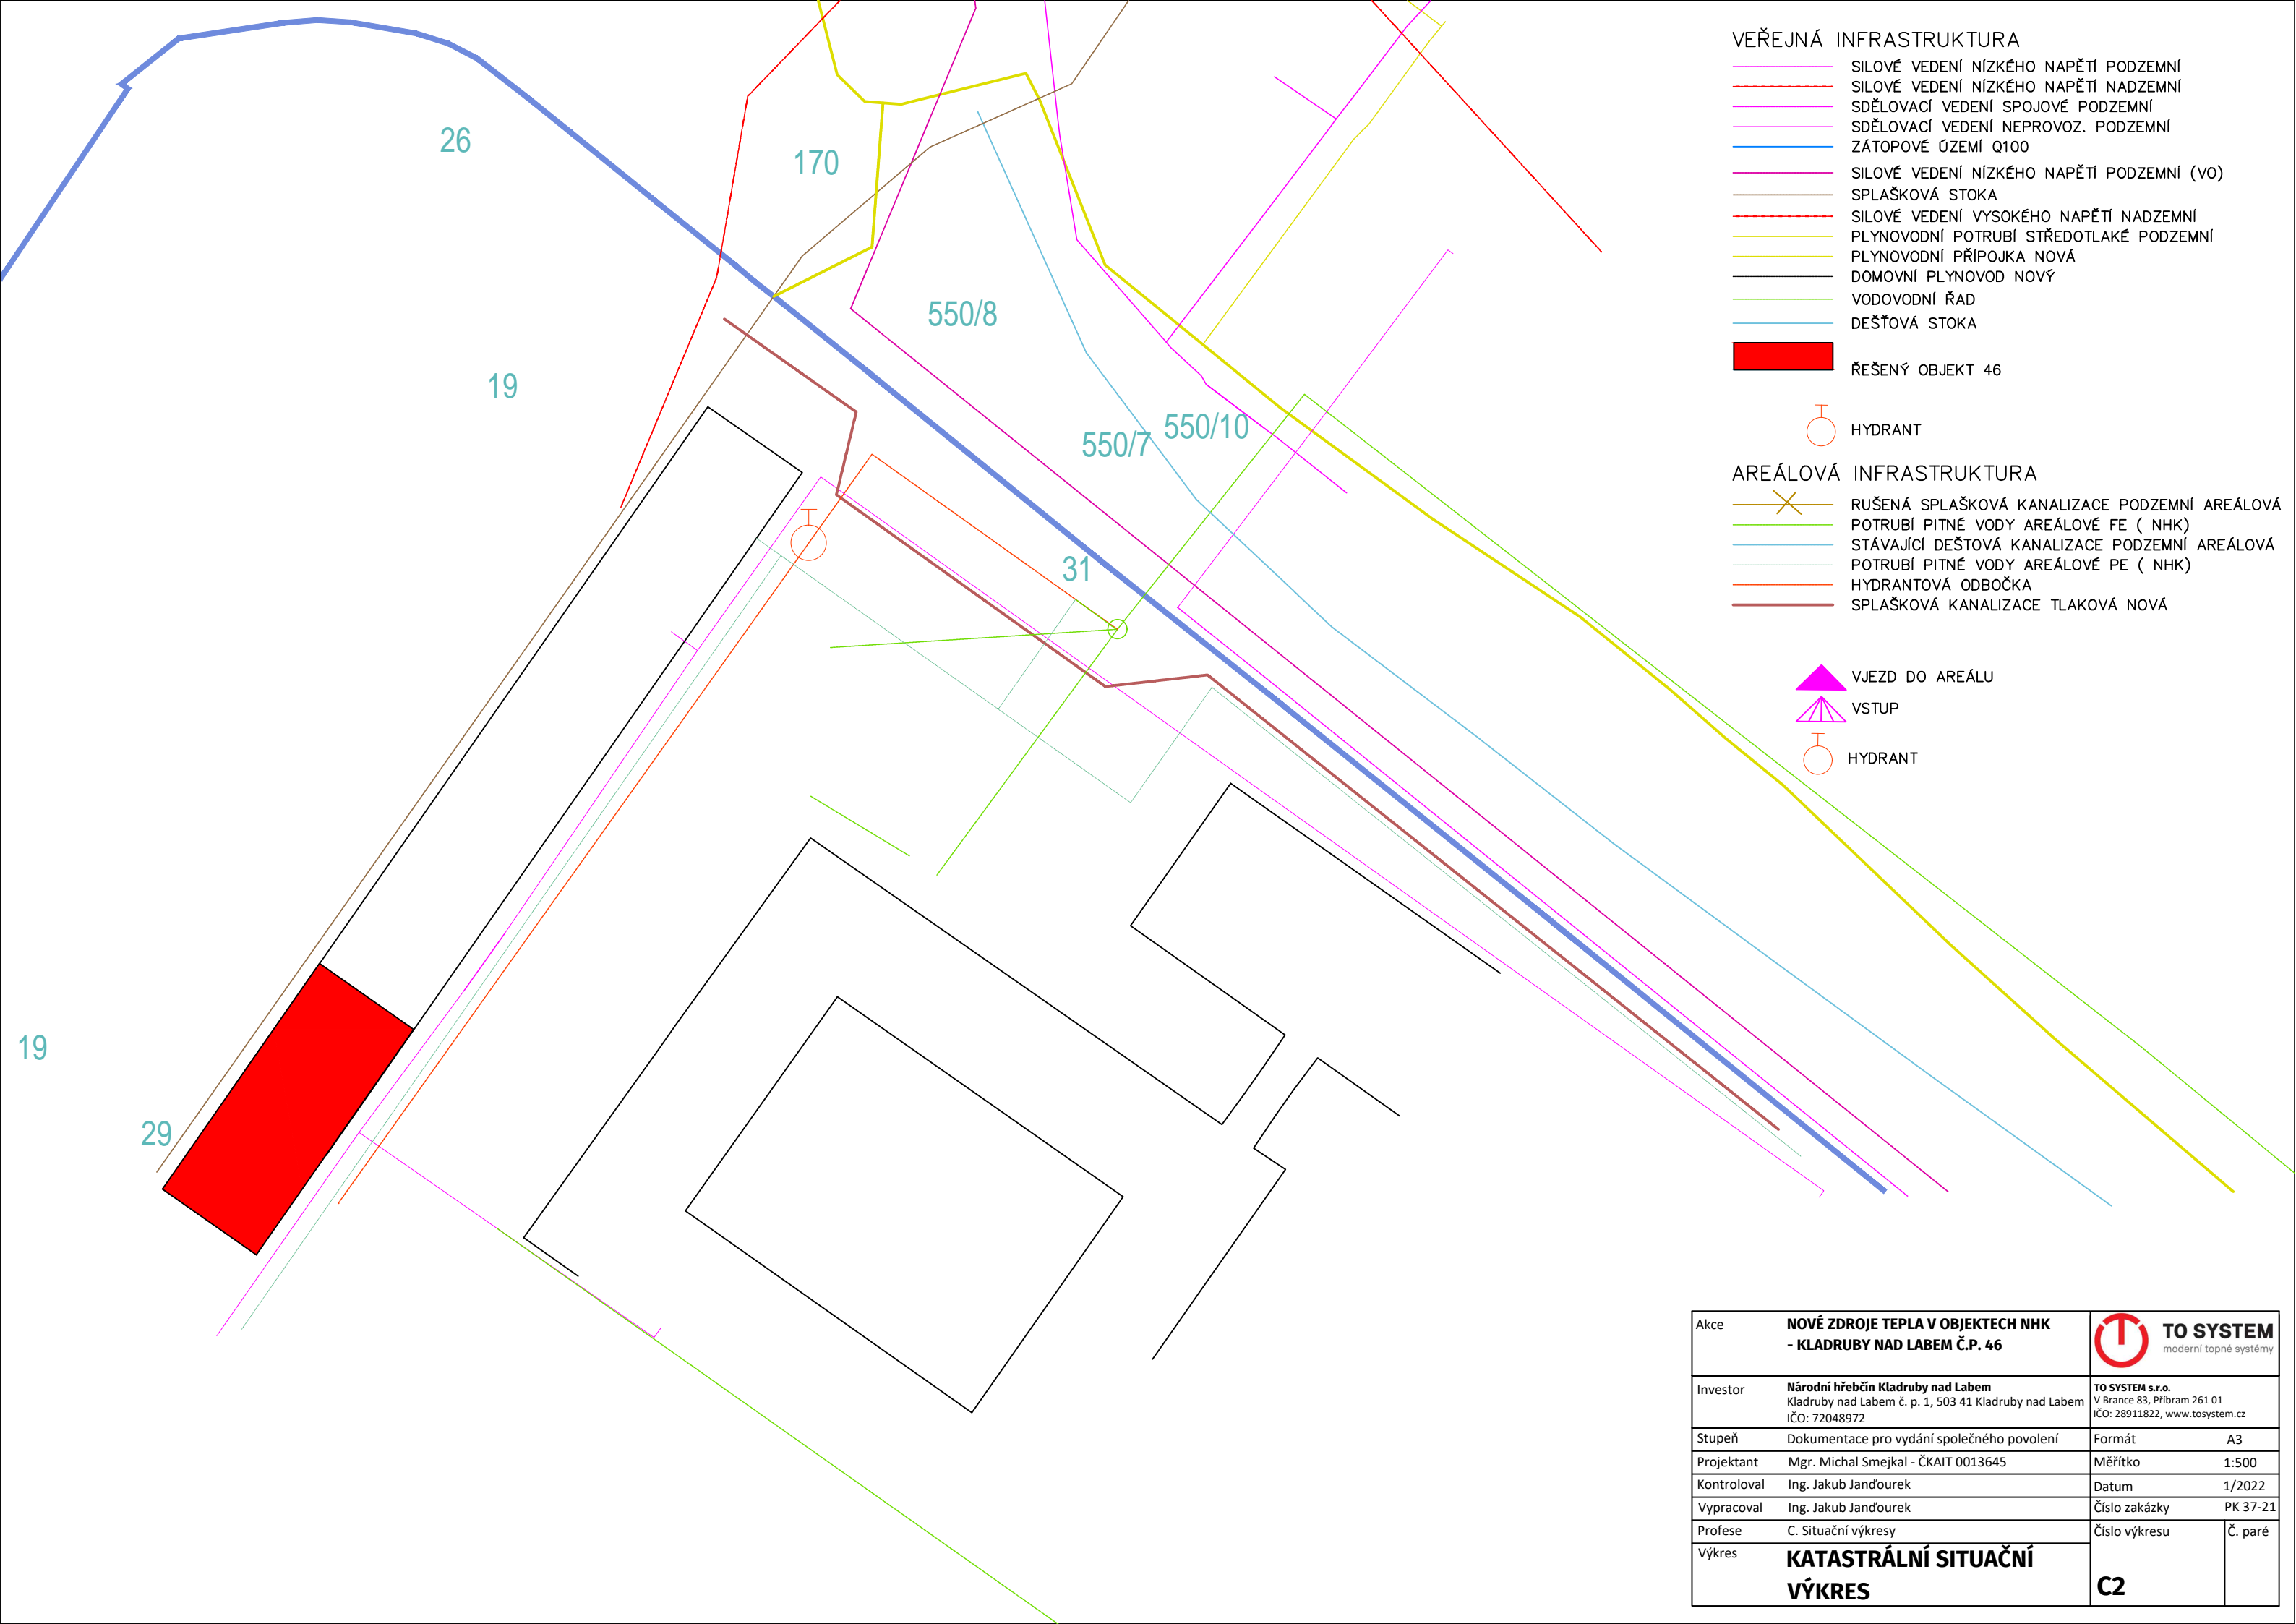 26
170
19
550/8
550/7
550/10
31
19
29
VEŘEJNÁ INFRASTRUKTURA
SILOVÉ VEDENÍ NÍZKÉHO NAPĚTÍ PODZEMNÍ
SILOVÉ VEDENÍ NÍZKÉHO NAPĚTÍ NADZEMNÍ
SDĚLOVACÍ VEDENÍ SPOJOVÉ PODZEMNÍ
SDĚLOVACÍ VEDENÍ NEPROVOZ. PODZEMNÍ
ZÁTOPOVÉ ÚZEMÍ Q100
SILOVÉ VEDENÍ NÍZKÉHO NAPĚTÍ PODZEMNÍ (VO)
SPLAŠKOVÁ STOKA
SILOVÉ VEDENÍ VYSOKÉHO NAPĚTÍ NADZEMNÍ
PLYNOVODNÍ POTRUBÍ STŘEDOTLAKÉ PODZEMNÍ
PLYNOVODNÍ PŘÍPOJKA NOVÁ
DOMOVNÍ PLYNOVOD NOVÝ
VODOVODNÍ ŘAD
DEŠŤOVÁ STOKA
ŘEŠENÝ OBJEKT 46
HYDRANT
AREÁLOVÁ INFRASTRUKTURA
RUŠENÁ SPLAŠKOVÁ KANALIZACE PODZEMNÍ AREÁLOVÁ
POTRUBÍ PITNÉ VODY AREÁLOVÉ FE ( NHK)
STÁVAJÍCÍ DEŠTOVÁ KANALIZACE PODZEMNÍ AREÁLOVÁ
POTRUBÍ PITNÉ VODY AREÁLOVÉ PE ( NHK)
HYDRANTOVÁ ODBOČKA
SPLAŠKOVÁ KANALIZACE TLAKOVÁ NOVÁ
VJEZD DO AREÁLU
VSTUP
HYDRANT
Akce NOVÉ ZDROJE TEPLA V OBJEKTECH NHK
- KLADRUBY NAD LABEM Č.P. 46
TO SYSTEM
moderní topné systémy
Investor Národní hřebčín Kladruby nad Labem
Kladruby nad Labem č. p. 1, 503 41 Kladruby nad Labem
IČO: 72048972
TO SYSTEM s.r.o.
V Brance 83, Příbram 261 01
IČO: 28911822, www.tosystem.cz
Stupeň Dokumentace pro vydání společného povolení Formát A3
Projektant Mgr. Michal Smejkal - ČKAIT 0013645 Měřítko 1:500
Kontroloval Ing. Jakub Janďourek Datum 1/2022
Vypracoval Ing. Jakub Janďourek Číslo zakázky PK 37-21
Profese C. Situační výkresy Číslo výkresu Č. paré
Výkres KATASTRÁLNÍ SITUAČNÍ
VÝKRES C2